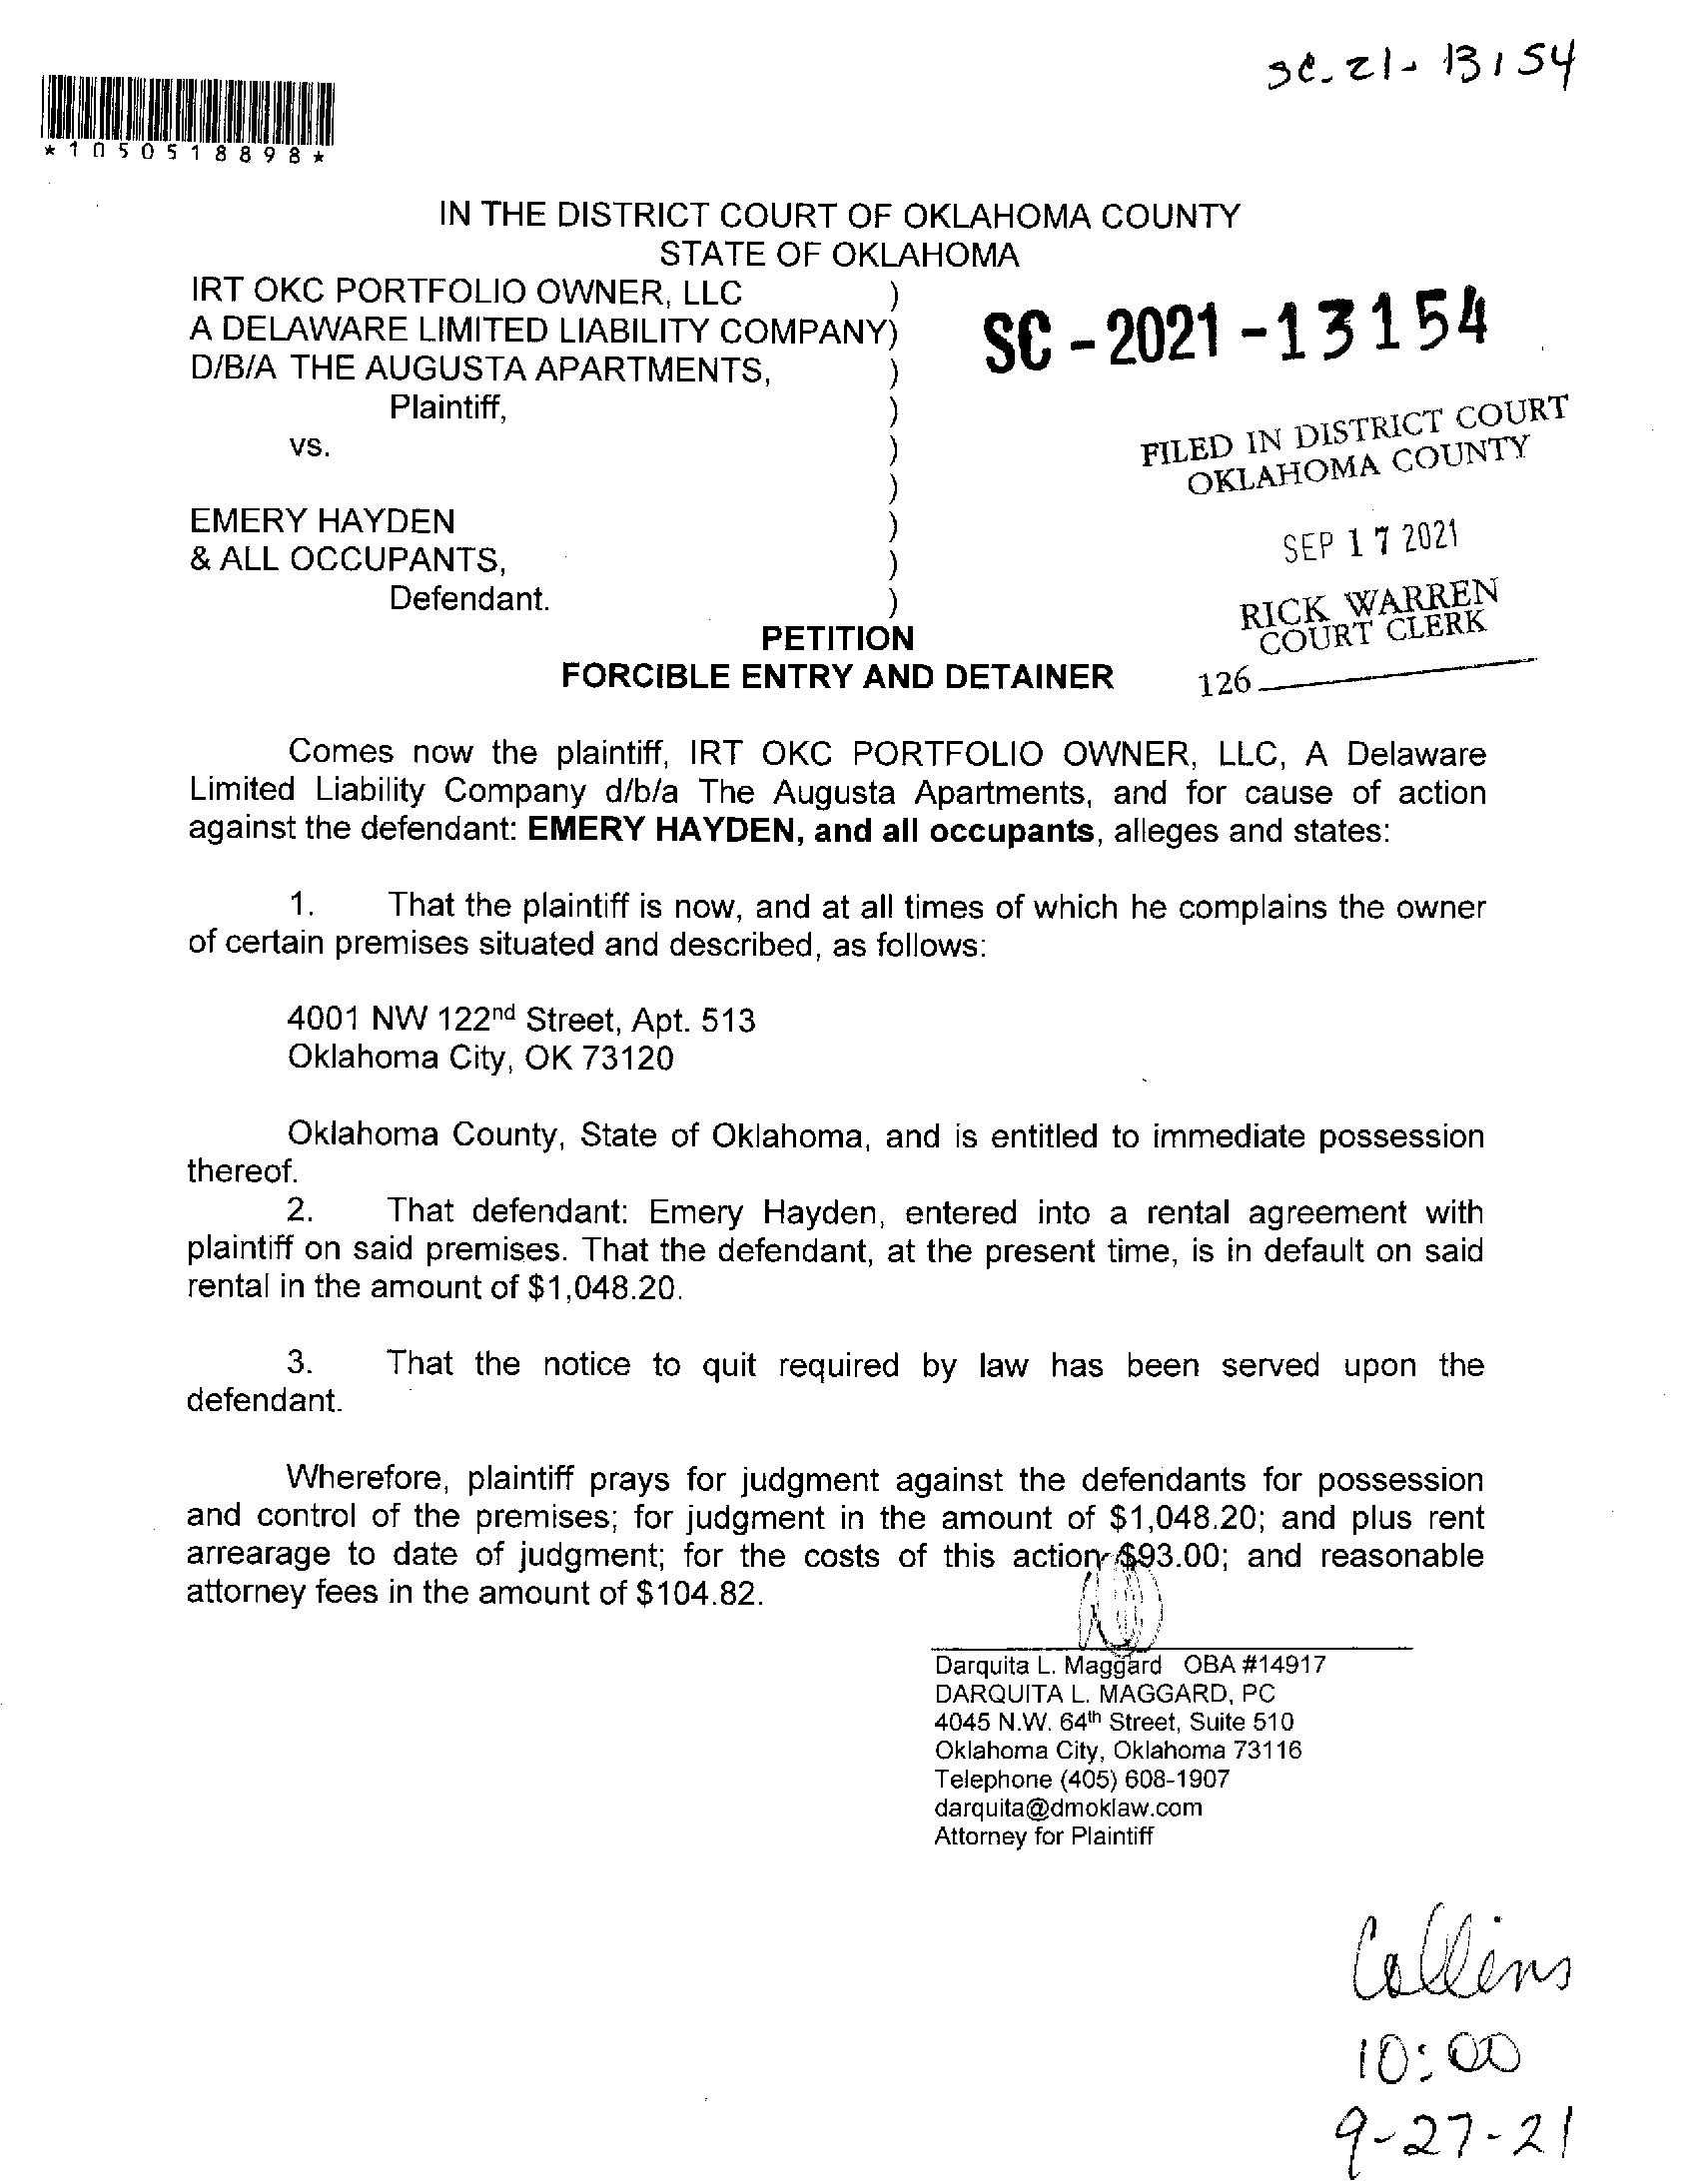 SC-21-13154
*1050518898*
IN THE DISTRICT COURT OF OKLAHOMA COUNTY
STATE OF OKLAHOMA
IRT OKC PORTFOLIO OWNER, LLC )
A DELAWARE LIMITED LIABILITY COMPANY)
D/B/A THE AUGUSTA APARTMENTS, )
Plaintiff, )
vs. )
)
EMERY HAYDEN )
& ALL OCCUPANTS, )
Defendant. )
SC-2021-13154
FILED IN DISTRICT COURT
OKLAHOMA COUNTY
SEP 17 2021
RICK WARREN
COURT CLERK
126
PETITION
FORCIBLE ENTRY AND DETAINER
Comes now the plaintiff, IRT OKC PORTFOLIO OWNER, LLC, A Delaware
Limited Liability Company d/b/a The Augusta Apartments, and for cause of action
against the defendant: EMERY HAYDEN, and all occupants, alleges and states:
1. That the plaintiff is now, and at all times of which he complains the owner
of certain premises situated and described, as follows:
4001 NW 122nd Street, Apt. 513
Oklahoma City, OK 73120
Oklahoma County, State of Oklahoma, and is entitled to immediate possession
thereof.
2. That defendant: Emery Hayden, entered into a rental agreement with
plaintiff on said premises. That the defendant, at the present time, is in default on said
rental in the amount of $1,048.20.
3. That the notice to quit required by law has been served upon the
defendant.
Wherefore, plaintiff prays for judgment against the defendants for possession
and control of the premises; for judgment in the amount of $1,048.20; and plus rent
arrearage to date of judgment; for the costs of this action $93.00; and reasonable
attorney fees in the amount of $104.82.
Darquita L. Maggard OBA #14917
DARQUITA L. MAGGARD, PC
4045 N.W. 64th Street, Suite 510
Oklahoma City, Oklahoma 73116
Telephone (405) 608-1907
darquita@dmoklaw.com
Attorney for Plaintiff
Collins
10:00
9-27-21